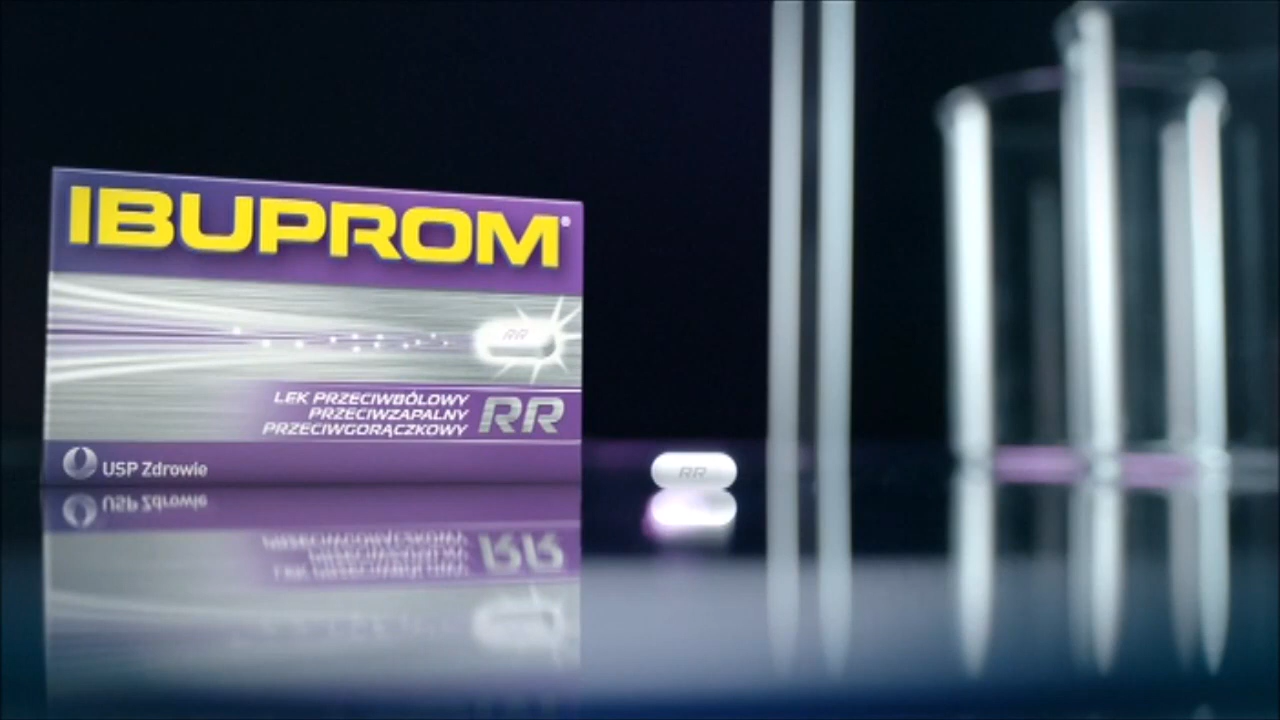 IBUPROM®
RR
LEK PRZECIWBÓLOWY
PRZECIWZAPALNY
PRZECIWGORĄCZKOWY
RR
USP Zdrowie
RR